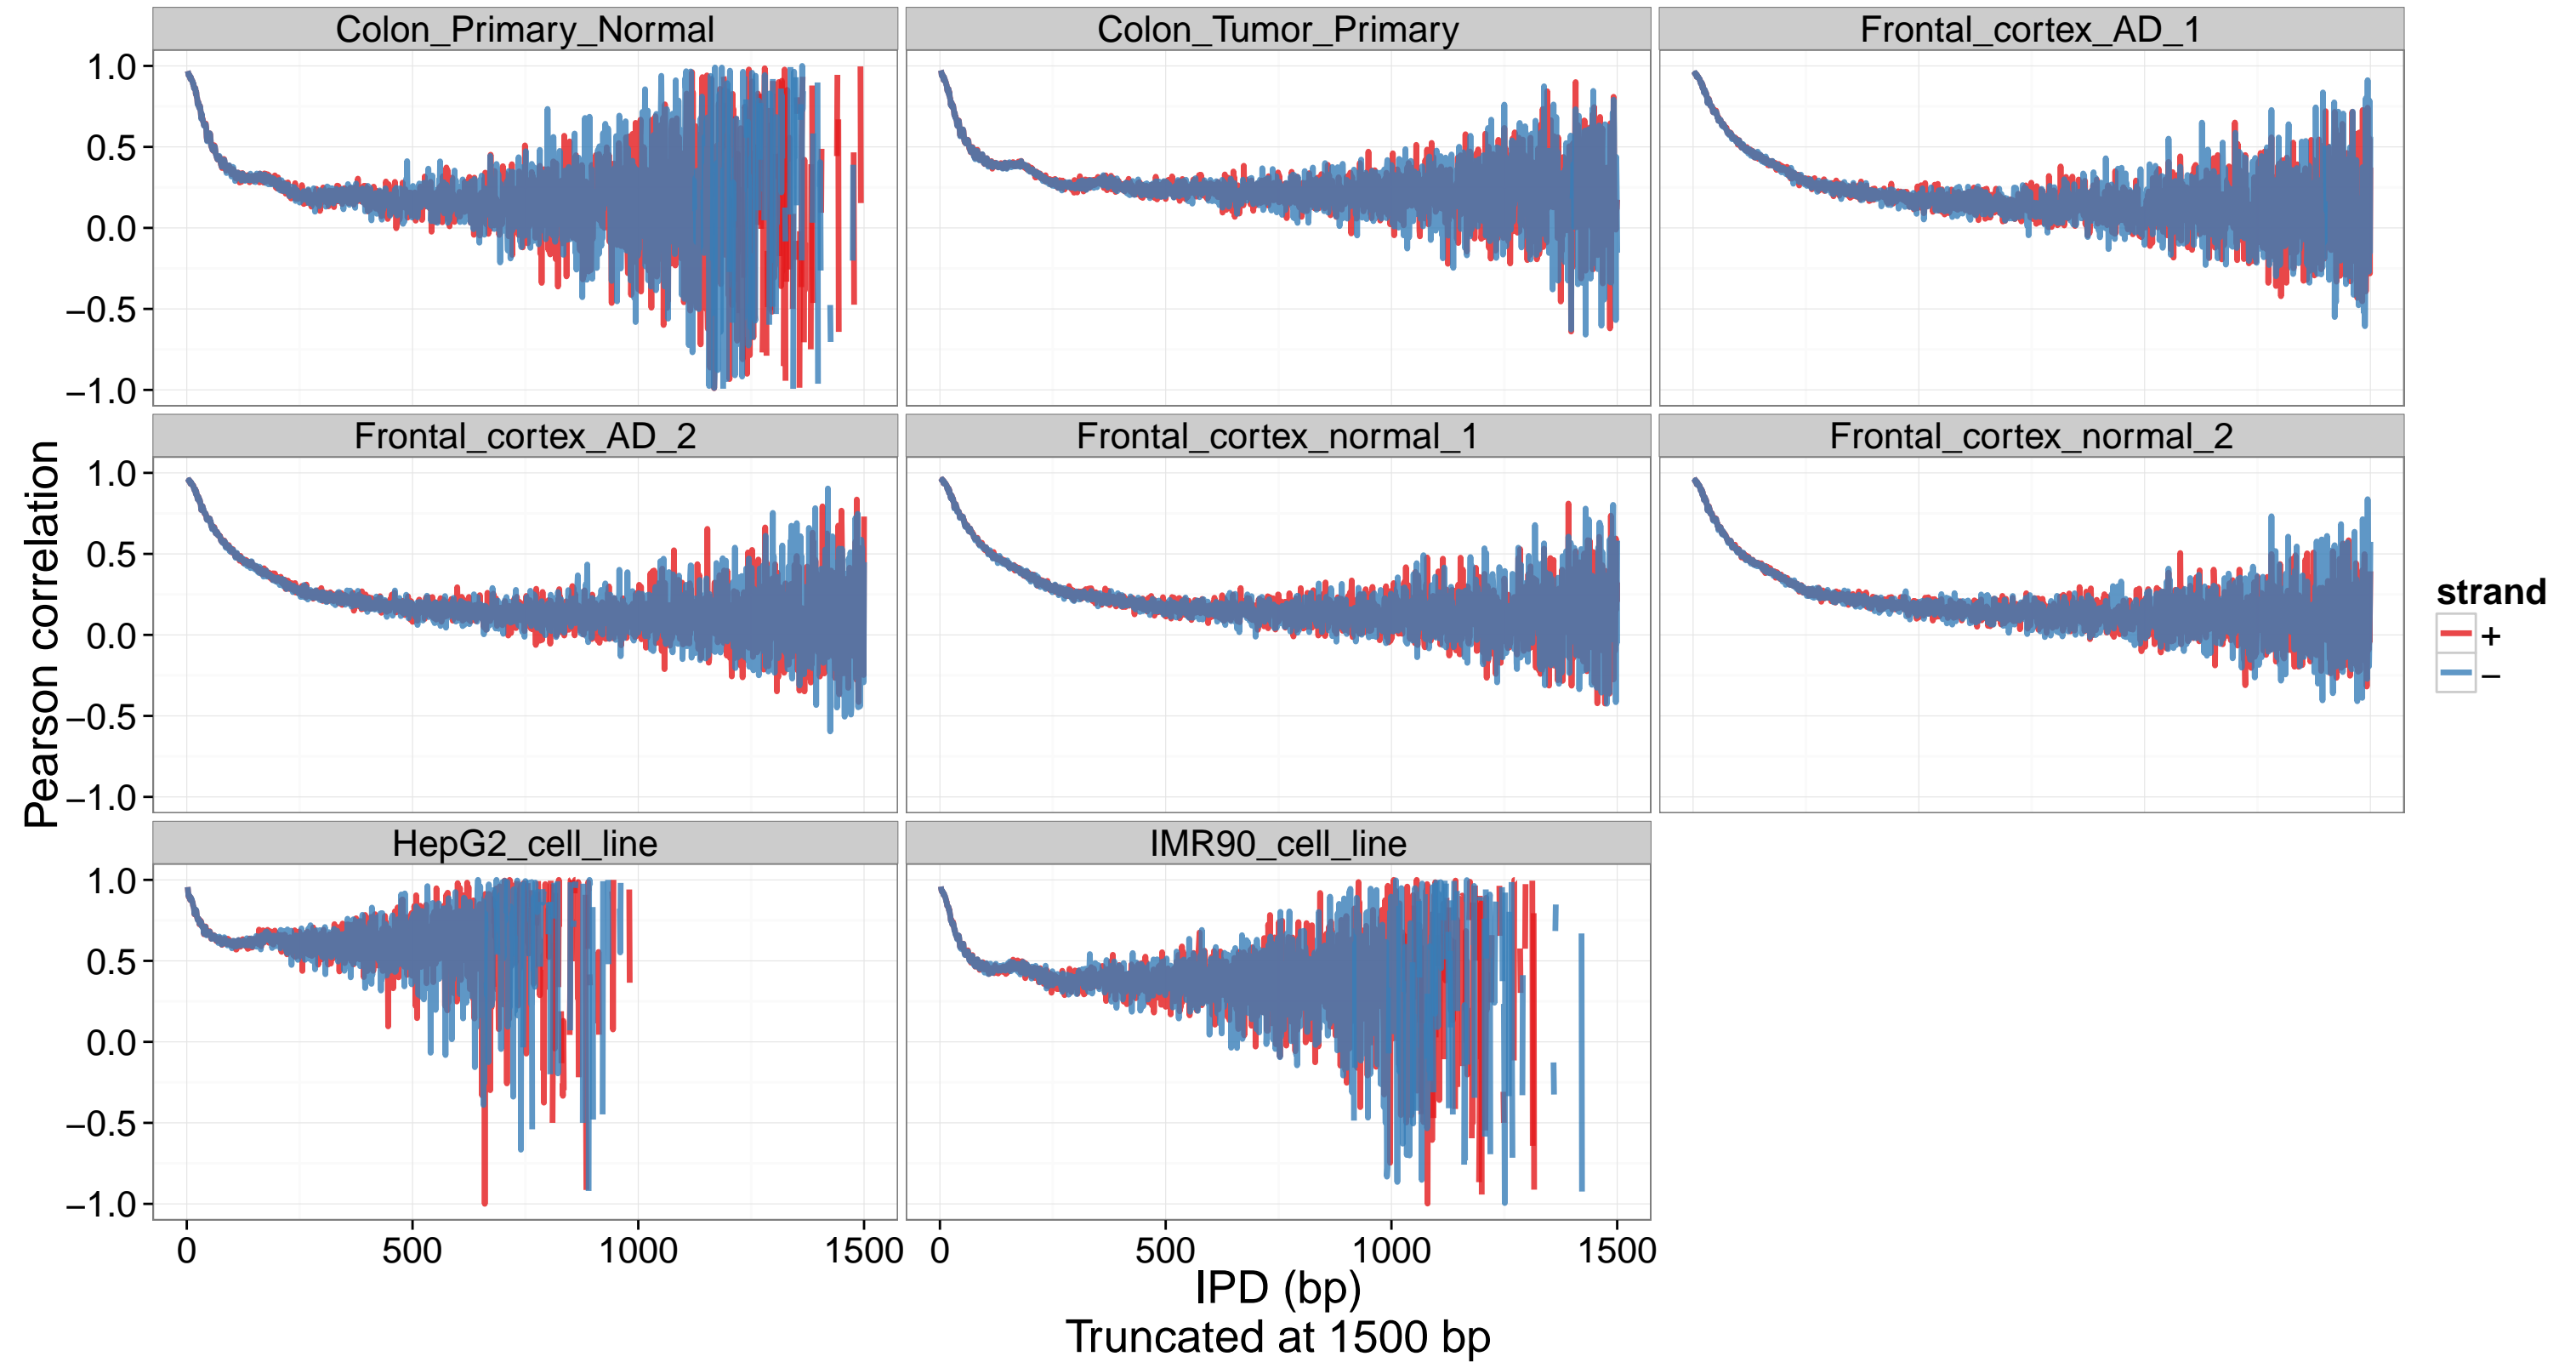 Colon_Primary_Normal
Colon_Tumor_Primary
Frontal_cortex_AD_1
1.0
0.5
0.0
−0.5
−1.0
Frontal_cortex_AD_2
Frontal_cortex_normal_1
Frontal_cortex_normal_2
1.0
0.5
0.0
−0.5
−1.0
Pearson correlation
strand
+
−
HepG2_cell_line
IMR90_cell_line
1.0
0.5
0.0
−0.5
−1.0
0 500 1000 1500 0 500 1000 1500
IPD (bp)
Truncated at 1500 bp